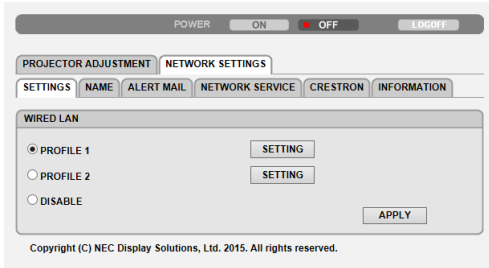 POWER ON OFF LOGOFF
PROJECTOR ADJUSTMENT NETWORK SETTINGS
SETTINGS NAME ALERT MAIL NETWORK SERVICE CRESTRON INFORMATION
WIRED LAN
PROFILE 1 SETTING
PROFILE 2 SETTING
DISABLE
APPLY
Copyright (C) NEC Display Solutions, Ltd. 2015. All rights reserved.